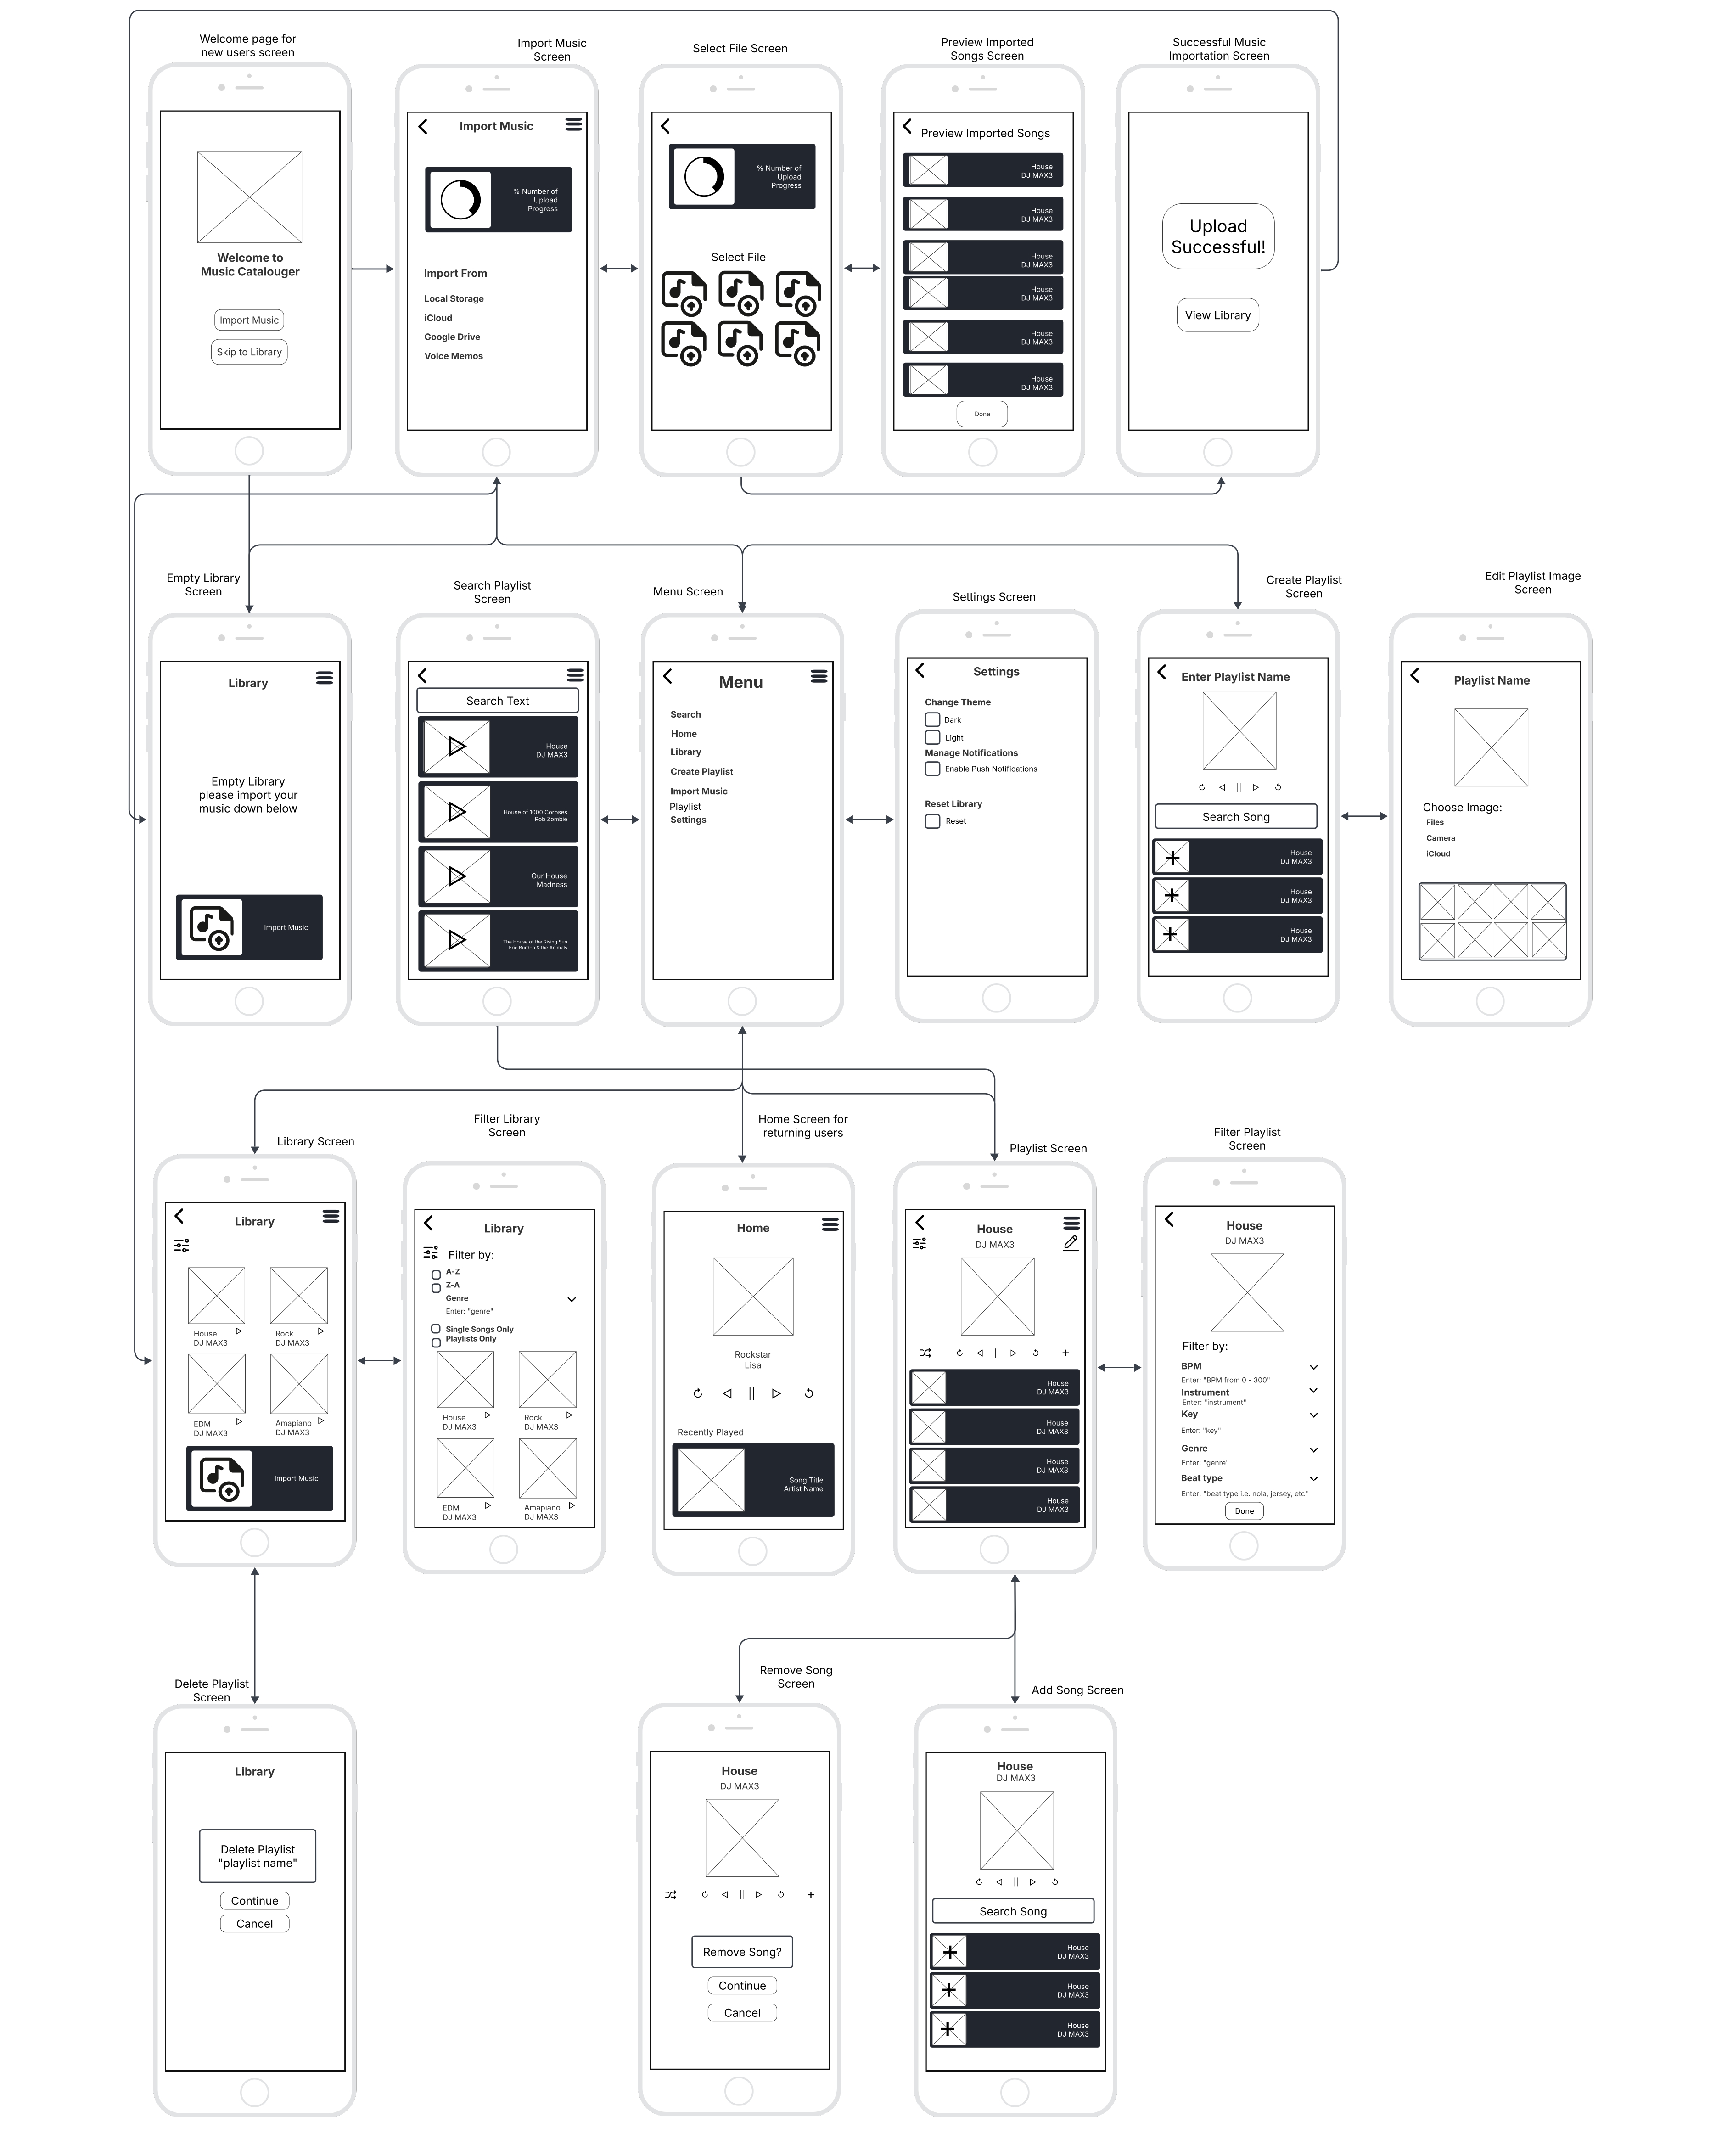 Welcome page for
new users screen
Import Music
Screen
Select File Screen
Preview Imported
Songs Screen
Successful Music
Importation Screen
Welcome to
Music Catalouger
Import Music
Skip to Library
Import Music
% Number of
Upload
Progress
Import From
Local Storage
iCloud
Google Drive
Voice Memos
% Number of
Upload
Progress
Select File
Preview Imported Songs
House
DJ MAX3
House
DJ MAX3
House
DJ MAX3
House
DJ MAX3
House
DJ MAX3
House
DJ MAX3
Done
Upload
Successful!
View Library
Empty Library
Screen
Search Playlist
Screen
Menu Screen
Settings Screen
Create Playlist
Screen
Edit Playlist Image
Screen
Library
Empty Library
please import your
music down below
Import Music
Search Text
House
DJ MAX3
House of 1000 Corpses
Rob Zombie
Our House
Madness
The House of the Rising Sun
Eric Burdon & the Animals
Menu
Search
Home
Library
Create Playlist
Import Music
Playlist
Settings
Settings
Change Theme
Dark
Light
Manage Notifications
Enable Push Notifications
Reset Library
Reset
Enter Playlist Name
Search Song
House
DJ MAX3
House
DJ MAX3
House
DJ MAX3
Playlist Name
Choose Image:
Files
Camera
iCloud
Library Screen
Filter Library
Screen
Home Screen for
returning users
Playlist Screen
Filter Playlist
Screen
Library
House
DJ MAX3
Rock
DJ MAX3
EDM
DJ MAX3
Amapiano
DJ MAX3
Import Music
Library
Filter by:
A-Z
Z-A
Genre
Enter: "genre"
Single Songs Only
Playlists Only
House
DJ MAX3
Rock
DJ MAX3
EDM
DJ MAX3
Amapiano
DJ MAX3
Home
Rockstar
Lisa
Recently Played
Song Title
Artist Name
House
DJ MAX3
House
DJ MAX3
House
DJ MAX3
House
DJ MAX3
House
DJ MAX3
House
DJ MAX3
Filter by:
BPM
Enter: "BPM from 0 - 300"
Instrument
Enter: "instrument"
Key
Enter: "key"
Genre
Enter: "genre"
Beat type
Enter: "beat type i.e. nola, jersey, etc"
Done
Delete Playlist
Screen
Remove Song
Screen
Add Song Screen
Library
Delete Playlist
"playlist name"
Continue
Cancel
House
DJ MAX3
Remove Song?
Continue
Cancel
House
DJ MAX3
Search Song
House
DJ MAX3
House
DJ MAX3
House
DJ MAX3